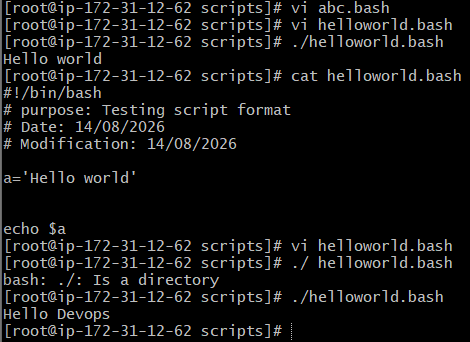 [root@ip-172-31-12-62 scripts]# vi abc.bash
[root@ip-172-31-12-62 scripts]# vi helloworld.bash
[root@ip-172-31-12-62 scripts]# ./helloworld.bash
Hello world
[root@ip-172-31-12-62 scripts]# cat helloworld.bash
#!/bin/bash
# purpose: Testing script format
# Date: 14/08/2026
# Modification: 14/08/2026
a='Hello world'
echo $a
[root@ip-172-31-12-62 scripts]# vi helloworld.bash
[root@ip-172-31-12-62 scripts]# ./ helloworld.bash
bash: ./: Is a directory
[root@ip-172-31-12-62 scripts]# ./helloworld.bash
Hello Devops
[root@ip-172-31-12-62 scripts]#